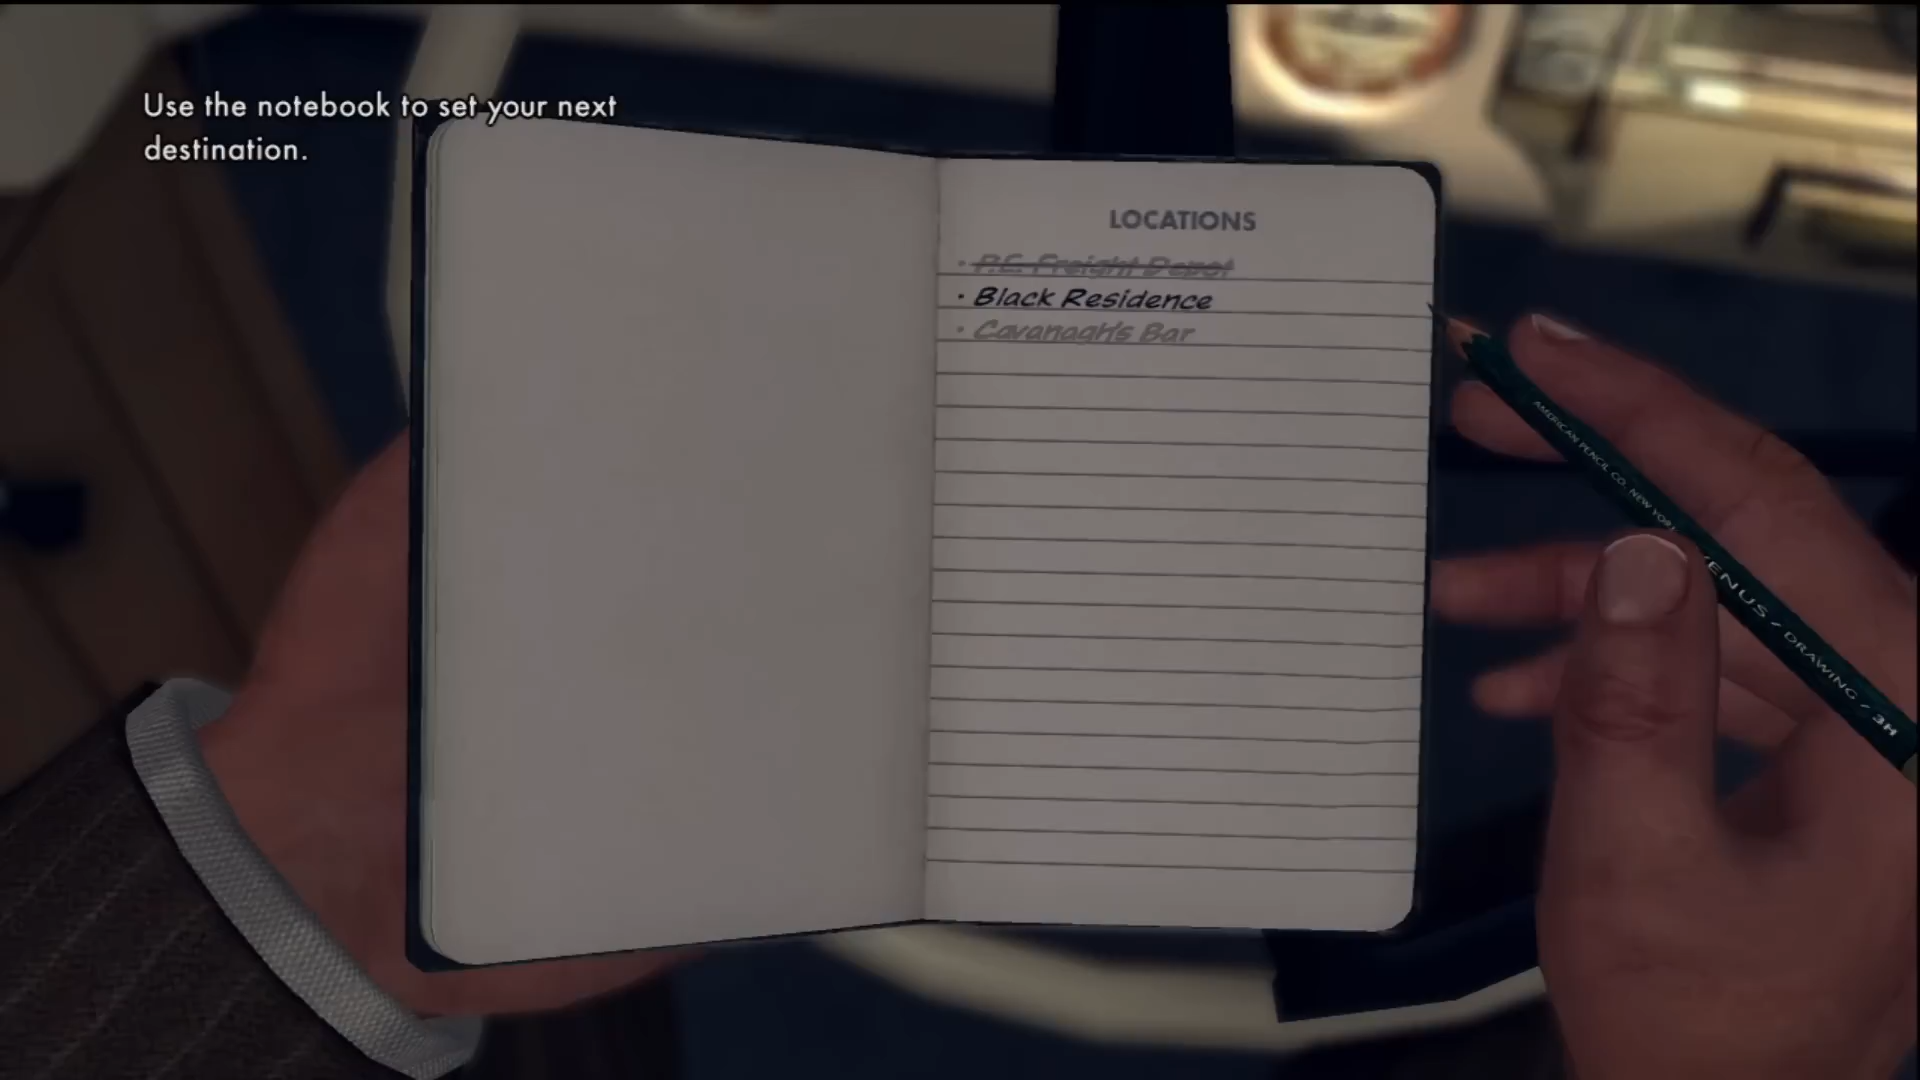 Use the notebook to set your next
destination.
LOCATIONS
· P.E. Freight Depot
· Black Residence
· Cavanagh's Bar
AMERICAN PENCIL CO. NEW YORK
VENUS / DRAWING / 3H